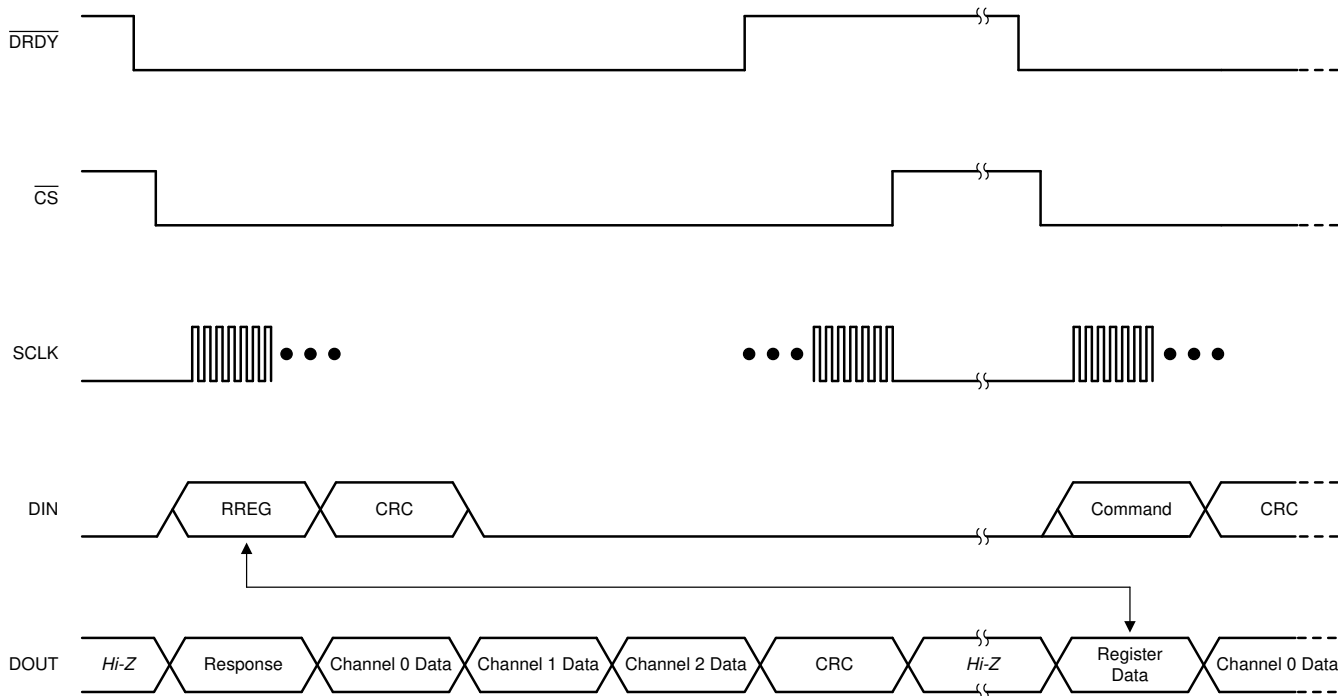 DRDY
CS
SCLK
DIN
RREG
CRC
Command
CRC
DOUT
Hi-Z
Response
Channel 0 Data
Channel 1 Data
Channel 2 Data
CRC
Hi-Z
Register
Data
Channel 0 Data